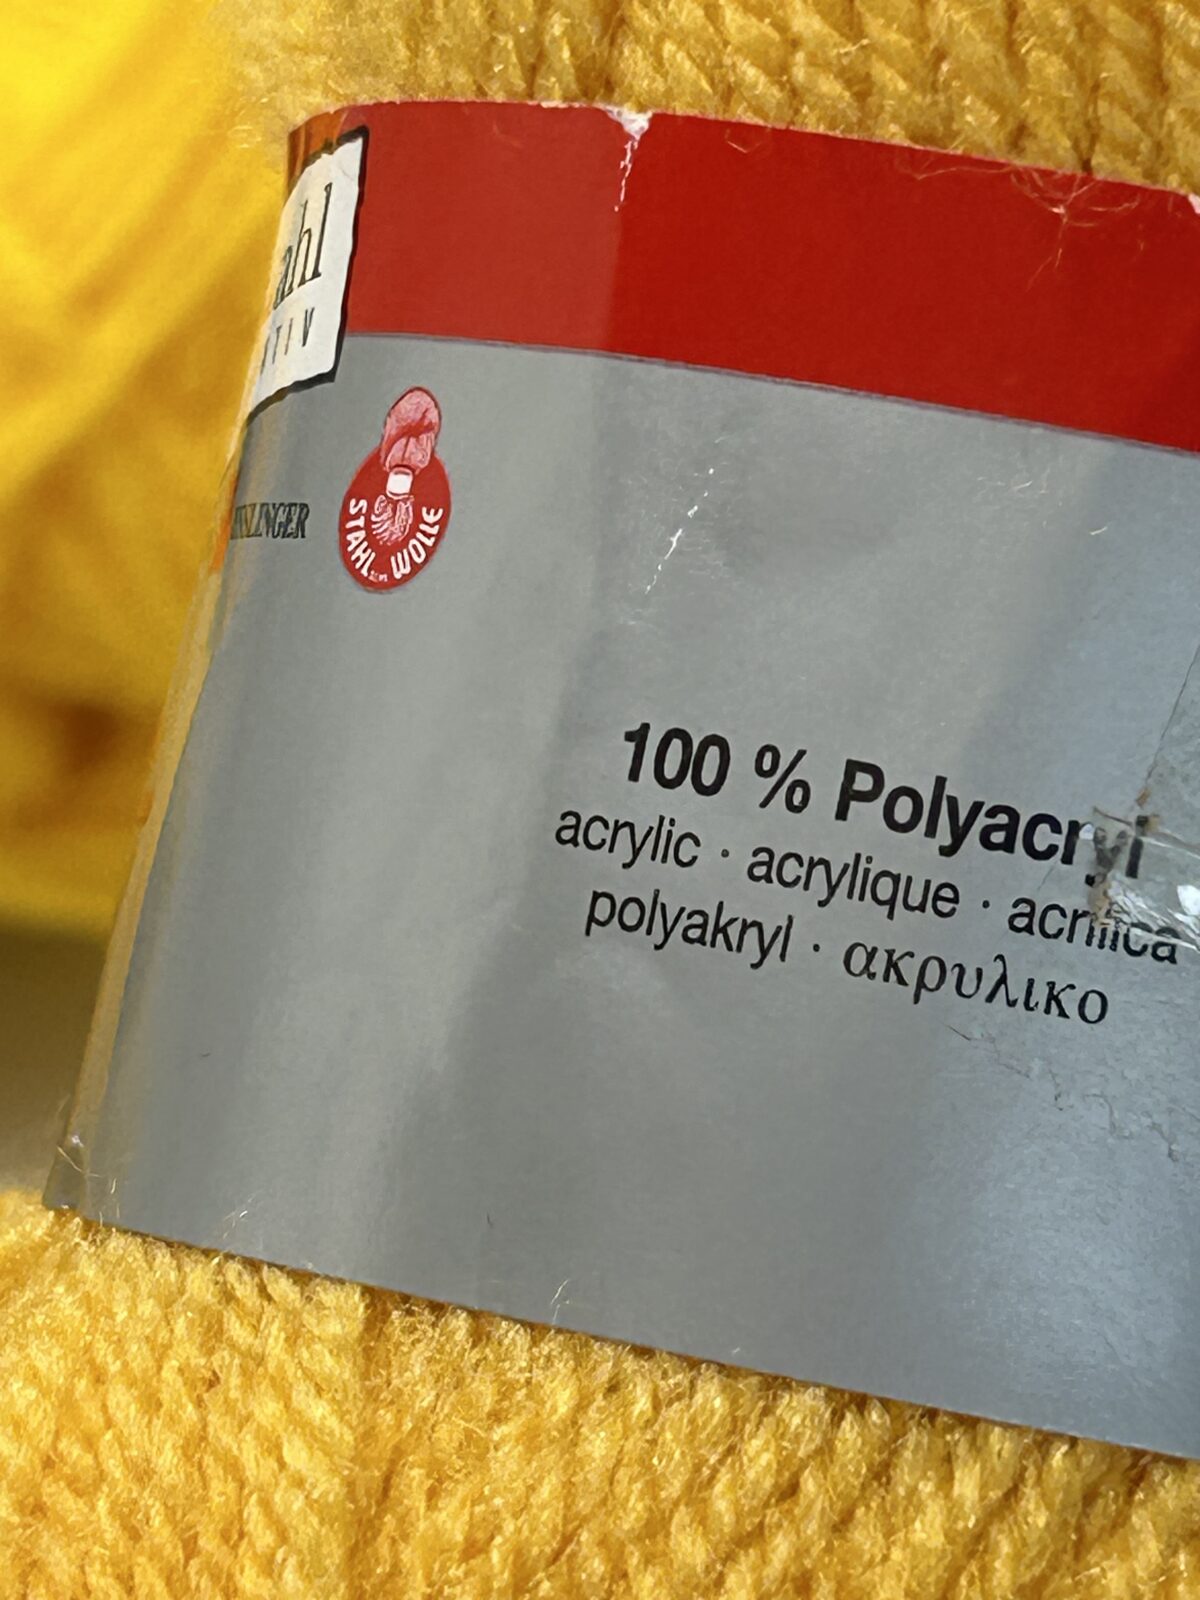 STAHL WOLLE
100 % Polyacryl
acrylic · acrylique · acrilica
polyakryl · ακρυλικο